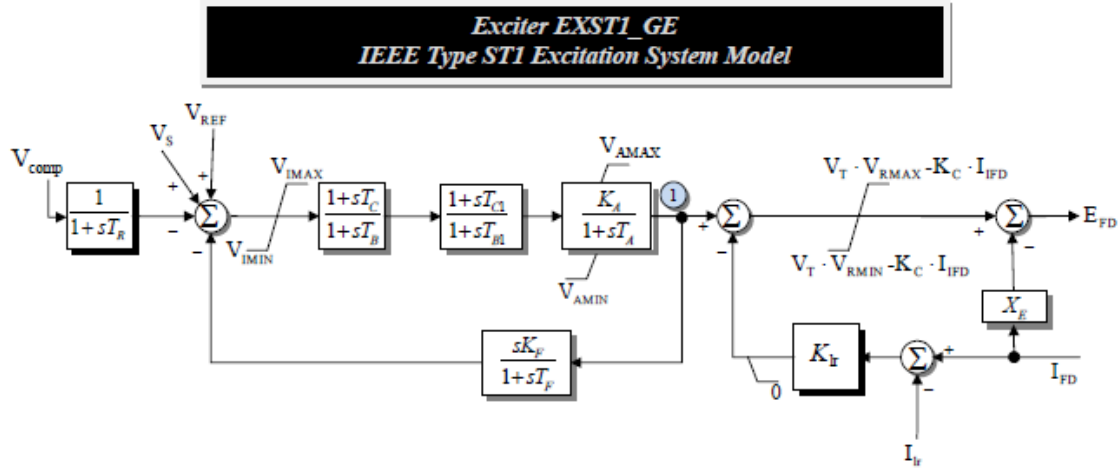 Exciter EXST1_GE
IEEE Type ST1 Excitation System Model
V_REF
V_S
V_comp
V_IMAX
V_AMAX
V_T · V_RMAX -K_C · I_IFD
1
1
1+sT_R
+
+
Σ
−
−
1+sT_C
1+sT_B
1+sT_C1
1+sT_B1
K_A
1+sT_A
+
Σ
−
+
Σ
−
E_FD
V_IMIN
V_AMIN
V_T · V_RMIN -K_C · I_IFD
X_E
sK_F
1+sT_F
0
K_lr
Σ
+
−
I_FD
I_lr